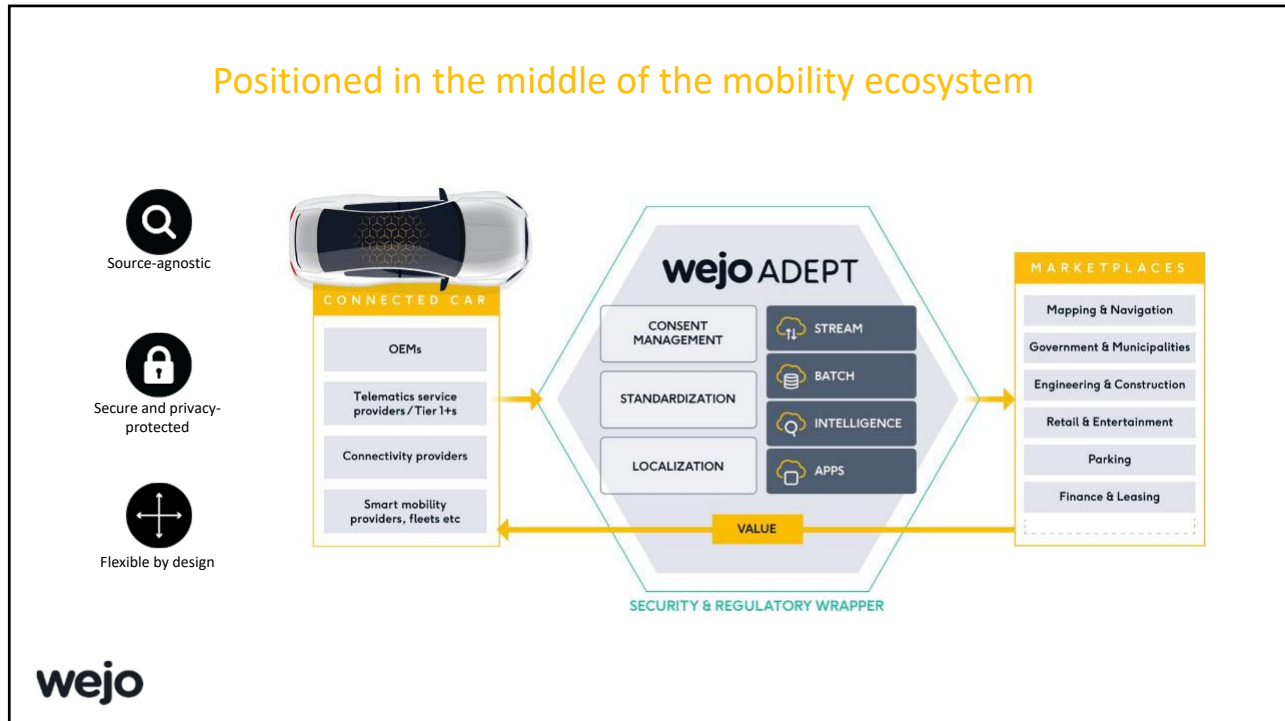 Positioned in the middle of the mobility ecosystem
Source-agnostic
Secure and privacy-
protected
Flexible by design
CONNECTED CAR
OEMs
Telematics service
providers/Tier 1+s
Connectivity providers
Smart mobility
providers, fleets etc
wejo ADEPT
CONSENT
MANAGEMENT
STANDARDIZATION
LOCALIZATION
STREAM
BATCH
INTELLIGENCE
APPS
VALUE
SECURITY & REGULATORY WRAPPER
MARKETPLACES
Mapping & Navigation
Government & Municipalities
Engineering & Construction
Retail & Entertainment
Parking
Finance & Leasing
wejo